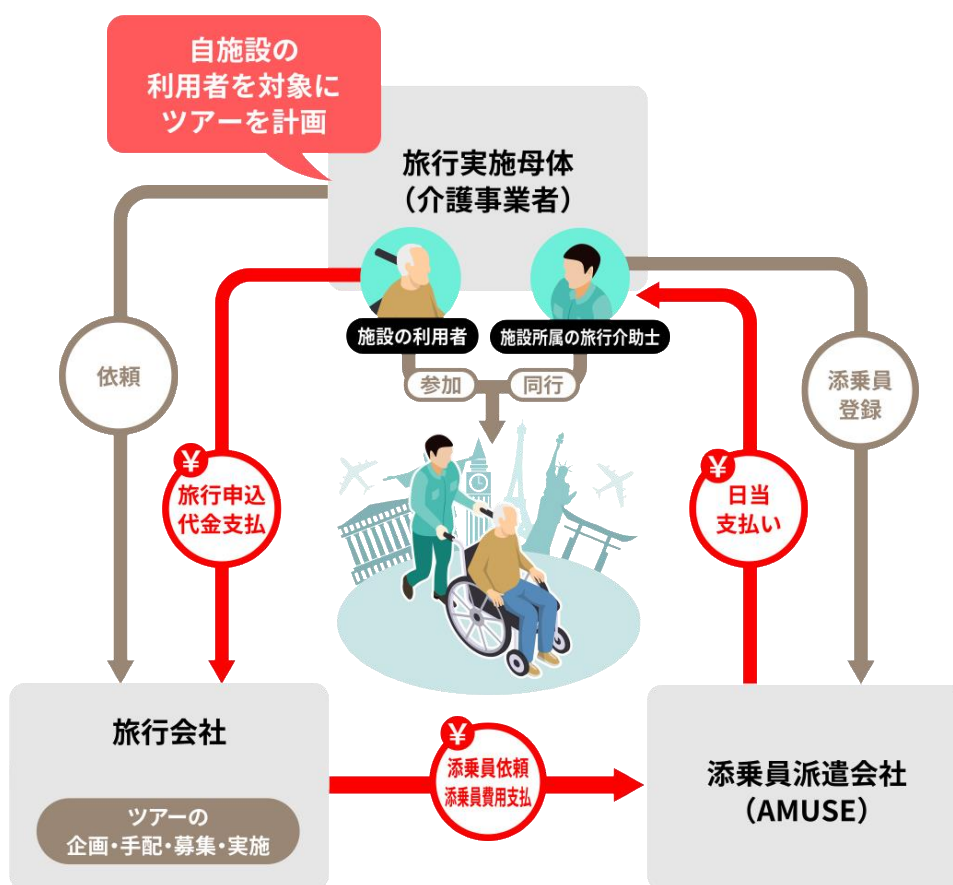 自施設の
利用者を対象に
ツアーを計画
旅行実施母体
（介護事業者）
施設の利用者
施設所属の旅行介助士
参加
同行
依頼
添乗員
登録
¥
旅行申込
代金支払
¥
日当
支払い
旅行会社
ツアーの
企画・手配・募集・実施
¥
添乗員依頼
添乗員費用支払
添乗員派遣会社
（AMUSE）